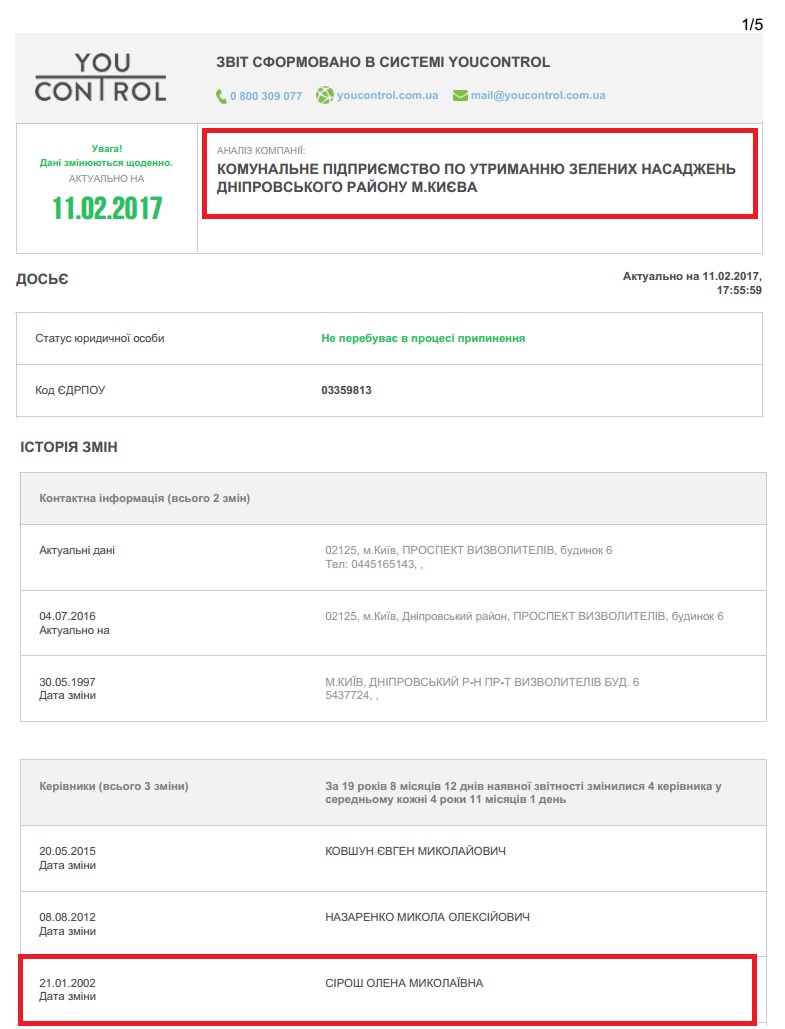 1/5
YOU
CONTROL
ЗВІТ СФОРМОВАНО В СИСТЕМІ YOUCONTROL
0 800 309 077 youcontrol.com.ua mail@youcontrol.com.ua
Увага!
Дані змінюються щоденно.
АКТУАЛЬНО НА
11.02.2017
АНАЛІЗ КОМПАНІЇ:
КОМУНАЛЬНЕ ПІДПРИЄМСТВО ПО УТРИМАННЮ ЗЕЛЕНИХ НАСАДЖЕНЬ
ДНІПРОВСЬКОГО РАЙОНУ М.КИЄВА
ДОСЬЄ
Актуально на 11.02.2017,
17:55:59
Статус юридичної особи Не перебуває в процесі припинення
Код ЄДРПОУ 03359813
ІСТОРІЯ ЗМІН
Контактна інформація (всього 2 змін)
Актуальні дані 02125, м.Київ, ПРОСПЕКТ ВИЗВОЛИТЕЛІВ, будинок 6
Тел: 0445165143, ,
04.07.2016 02125, м.Київ, Дніпровський район, ПРОСПЕКТ ВИЗВОЛИТЕЛІВ, будинок 6
Актуально на
30.05.1997 М.КИЇВ, ДНІПРОВСЬКИЙ Р-Н ПР-Т ВИЗВОЛИТЕЛІВ БУД. 6
Дата зміни 5437724, ,
Керівники (всього 3 зміни) За 19 років 8 місяців 12 днів наявної звітності змінилися 4 керівника у
середньому кожні 4 роки 11 місяців 1 день
20.05.2015 КОВШУН ЄВГЕН МИКОЛАЙОВИЧ
Дата зміни
08.08.2012 НАЗАРЕНКО МИКОЛА ОЛЕКСІЙОВИЧ
Дата зміни
21.01.2002 СІРОШ ОЛЕНА МИКОЛАЇВНА
Дата зміни